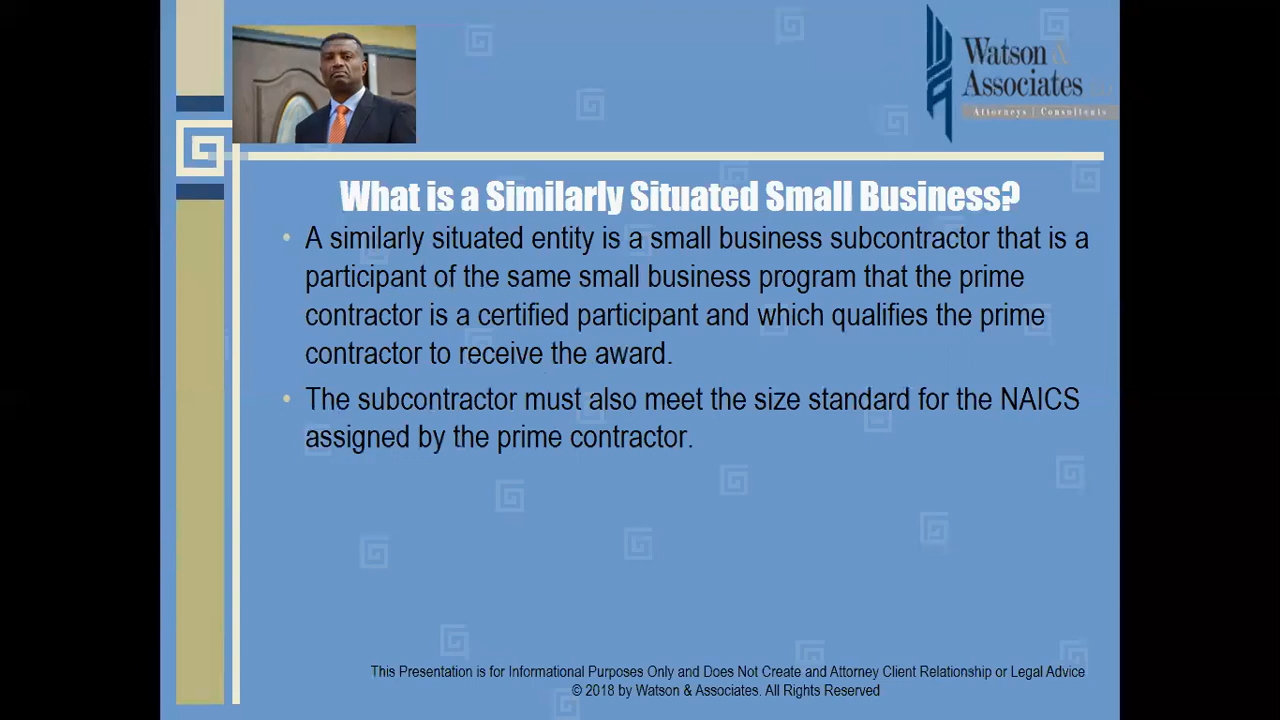 Watson &
Associates
Attorneys | Consultants
What is a Similarly Situated Small Business?
• A similarly situated entity is a small business subcontractor that is a
participant of the same small business program that the prime
contractor is a certified participant and which qualifies the prime
contractor to receive the award.
• The subcontractor must also meet the size standard for the NAICS
assigned by the prime contractor.
This Presentation is for Informational Purposes Only and Does Not Create and Attorney Client Relationship or Legal Advice
© 2018 by Watson & Associates. All Rights Reserved